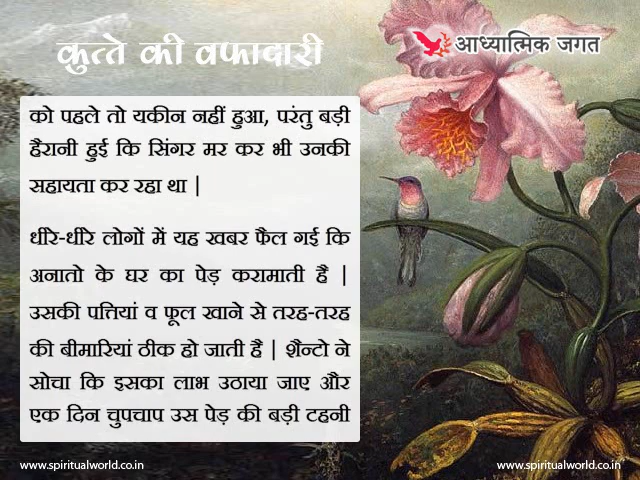 कुत्ते की वफादारी
आध्यात्मिक जगत
को पहले तो यकीन नहीं हुआ, परंतु बड़ी
हैरानी हुई कि सिंगर मर कर भी उनकी
सहायता कर रहा था |
धीरे-धीरे लोगों में यह खबर फैल गई कि
अनातो के घर का पेड़ करामाती है |
उसकी पत्तियां व फूल खाने से तरह-तरह
की बीमारियां ठीक हो जाती है | शैन्टो ने
सोचा कि इसका लाभ उठाया जाए और
एक दिन चुपचाप उस पेड़ की बड़ी टहनी
www.spiritualworld.co.in
www.spiritualworld.co.in